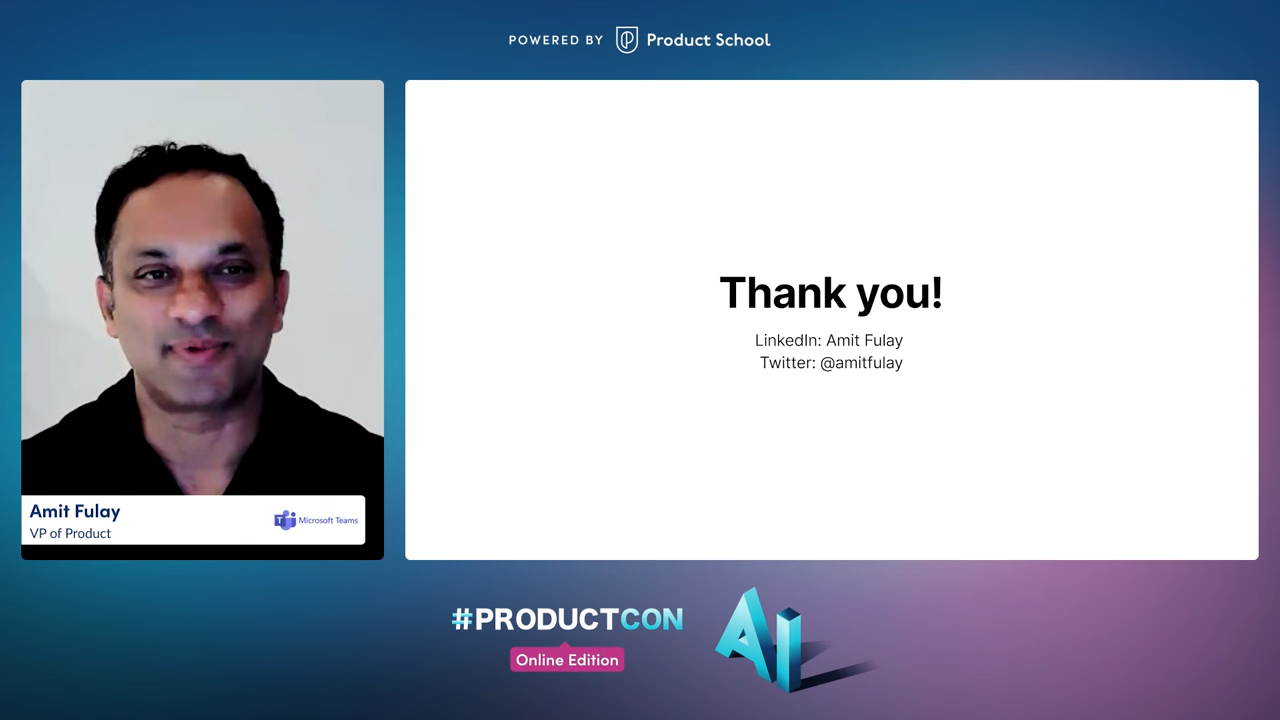 POWERED BY Product School
Thank you!
LinkedIn: Amit Fulay
Twitter: @amitfulay
Amit Fulay
VP of Product
Microsoft Teams
#PRODUCTCON
Online Edition
AI